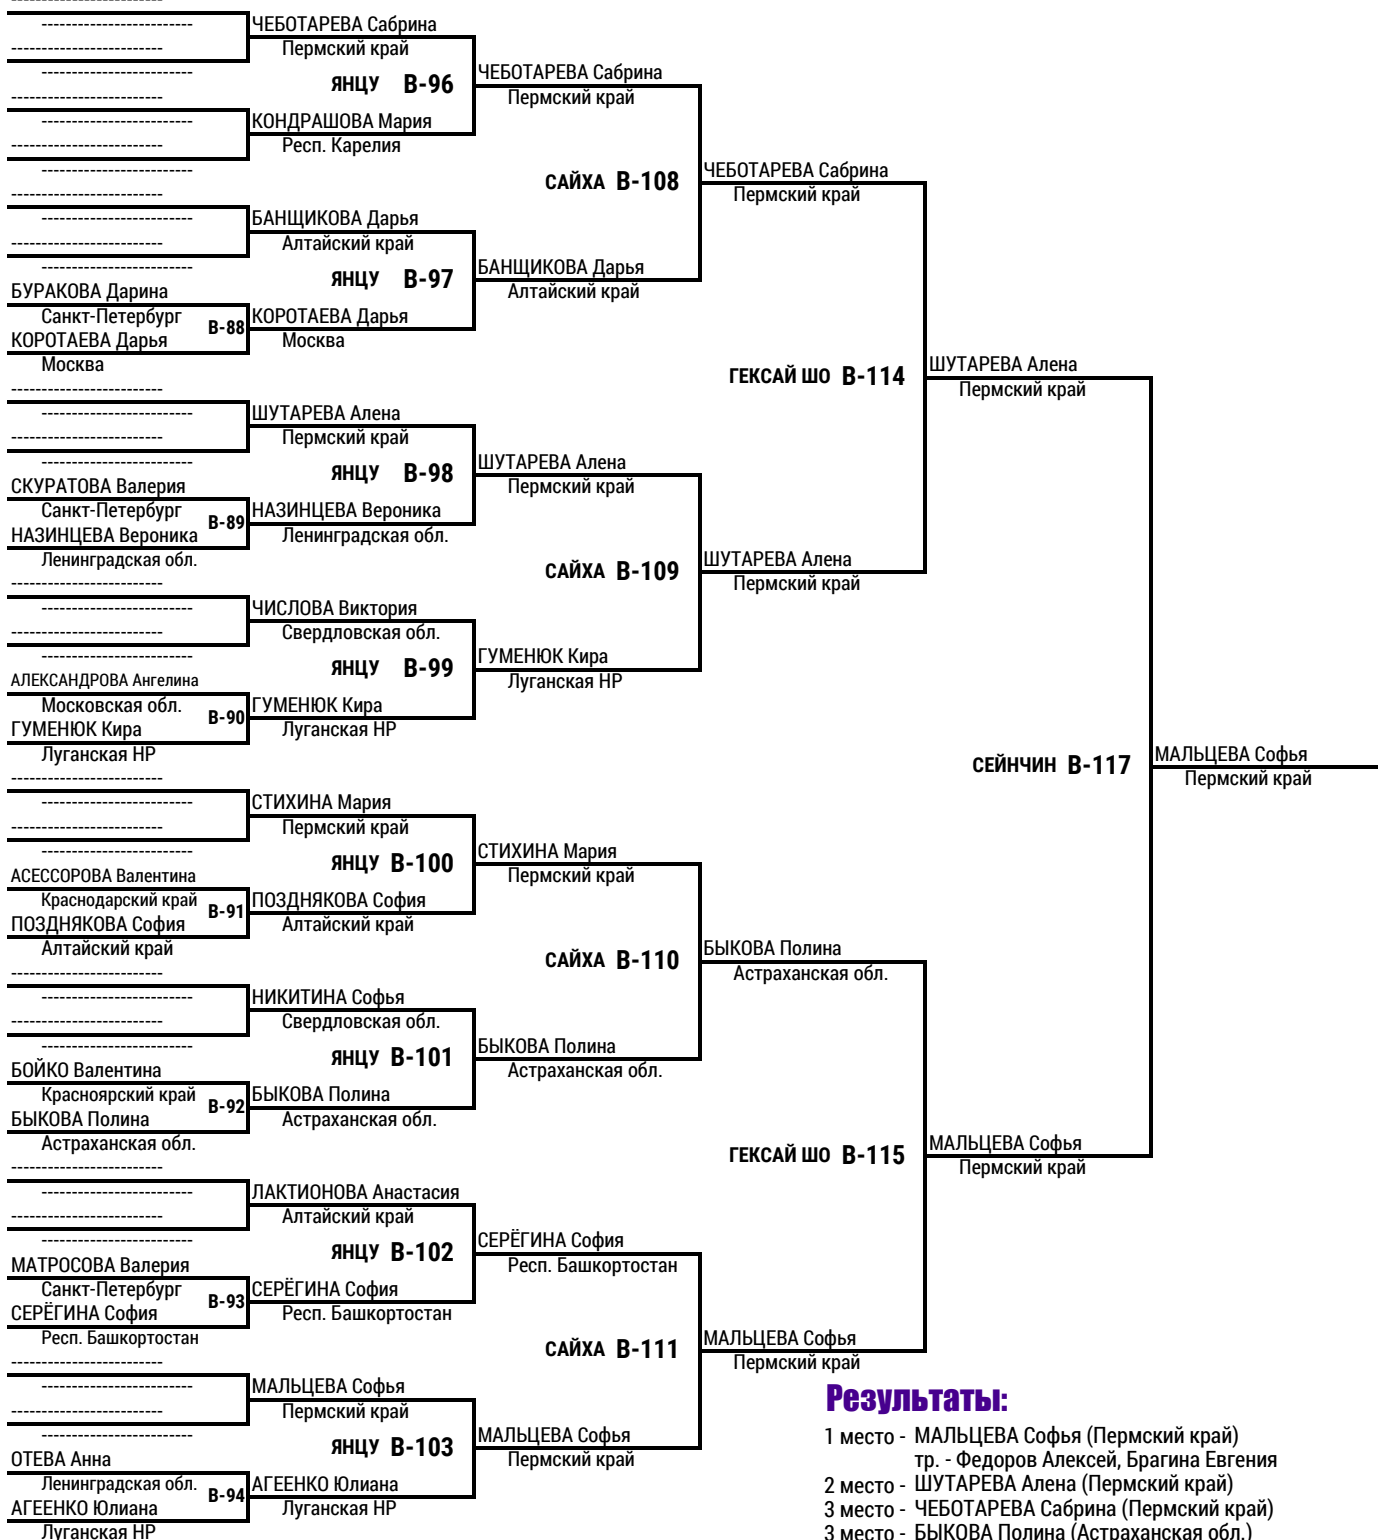 ЧЕБОТАРЕВА Сабрина
Пермский край
ЯНЦУ B-96
КОНДРАШОВА Мария
Респ. Карелия
БАНЩИКОВА Дарья
Алтайский край
ЯНЦУ B-97
БУРАКОВА Дарина
Санкт-Петербург
B-88
КОРОТАЕВА Дарья
Москва
КОРОТАЕВА Дарья
Москва
ШУТАРЕВА Алена
Пермский край
ЯНЦУ B-98
СКУРАТОВА Валерия
Санкт-Петербург
B-89
НАЗИНЦЕВА Вероника
Ленинградская обл.
НАЗИНЦЕВА Вероника
Ленинградская обл.
ЧИСЛОВА Виктория
Свердловская обл.
ЯНЦУ B-99
АЛЕКСАНДРОВА Ангелина
Московская обл.
B-90
ГУМЕНЮК Кира
Луганская НР
ГУМЕНЮК Кира
Луганская НР
СТИХИНА Мария
Пермский край
ЯНЦУ B-100
АСЕССОРОВА Валентина
Краснодарский край
B-91
ПОЗДНЯКОВА София
Алтайский край
ПОЗДНЯКОВА София
Алтайский край
НИКИТИНА Софья
Свердловская обл.
ЯНЦУ B-101
БОЙКО Валентина
Красноярский край
B-92
БЫКОВА Полина
Астраханская обл.
БЫКОВА Полина
Астраханская обл.
ЛАКТИОНОВА Анастасия
Алтайский край
ЯНЦУ B-102
МАТРОСОВА Валерия
Санкт-Петербург
B-93
СЕРЁГИНА София
Респ. Башкортостан
СЕРЁГИНА София
Респ. Башкортостан
МАЛЬЦЕВА Софья
Пермский край
ЯНЦУ B-103
ОТЕВА Анна
Ленинградская обл.
B-94
АГЕЕНКО Юлиана
Луганская НР
АГЕЕНКО Юлиана
Луганская НР
ЧЕБОТАРЕВА Сабрина
Пермский край
САЙХА B-108
БАНЩИКОВА Дарья
Алтайский край
ШУТАРЕВА Алена
Пермский край
САЙХА B-109
ГУМЕНЮК Кира
Луганская НР
СТИХИНА Мария
Пермский край
САЙХА B-110
БЫКОВА Полина
Астраханская обл.
СЕРЁГИНА София
Респ. Башкортостан
САЙХА B-111
МАЛЬЦЕВА Софья
Пермский край
ЧЕБОТАРЕВА Сабрина
Пермский край
ГЕКСАЙ ШО B-114
ШУТАРЕВА Алена
Пермский край
БЫКОВА Полина
Астраханская обл.
ГЕКСАЙ ШО B-115
МАЛЬЦЕВА Софья
Пермский край
ШУТАРЕВА Алена
Пермский край
СЕЙНЧИН B-117
МАЛЬЦЕВА Софья
Пермский край
МАЛЬЦЕВА Софья
Пермский край
Результаты:
1 место - МАЛЬЦЕВА Софья (Пермский край)
тр. - Федоров Алексей, Брагина Евгения
2 место - ШУТАРЕВА Алена (Пермский край)
3 место - ЧЕБОТАРЕВА Сабрина (Пермский край)
3 место - БЫКОВА Полина (Астраханская обл.)